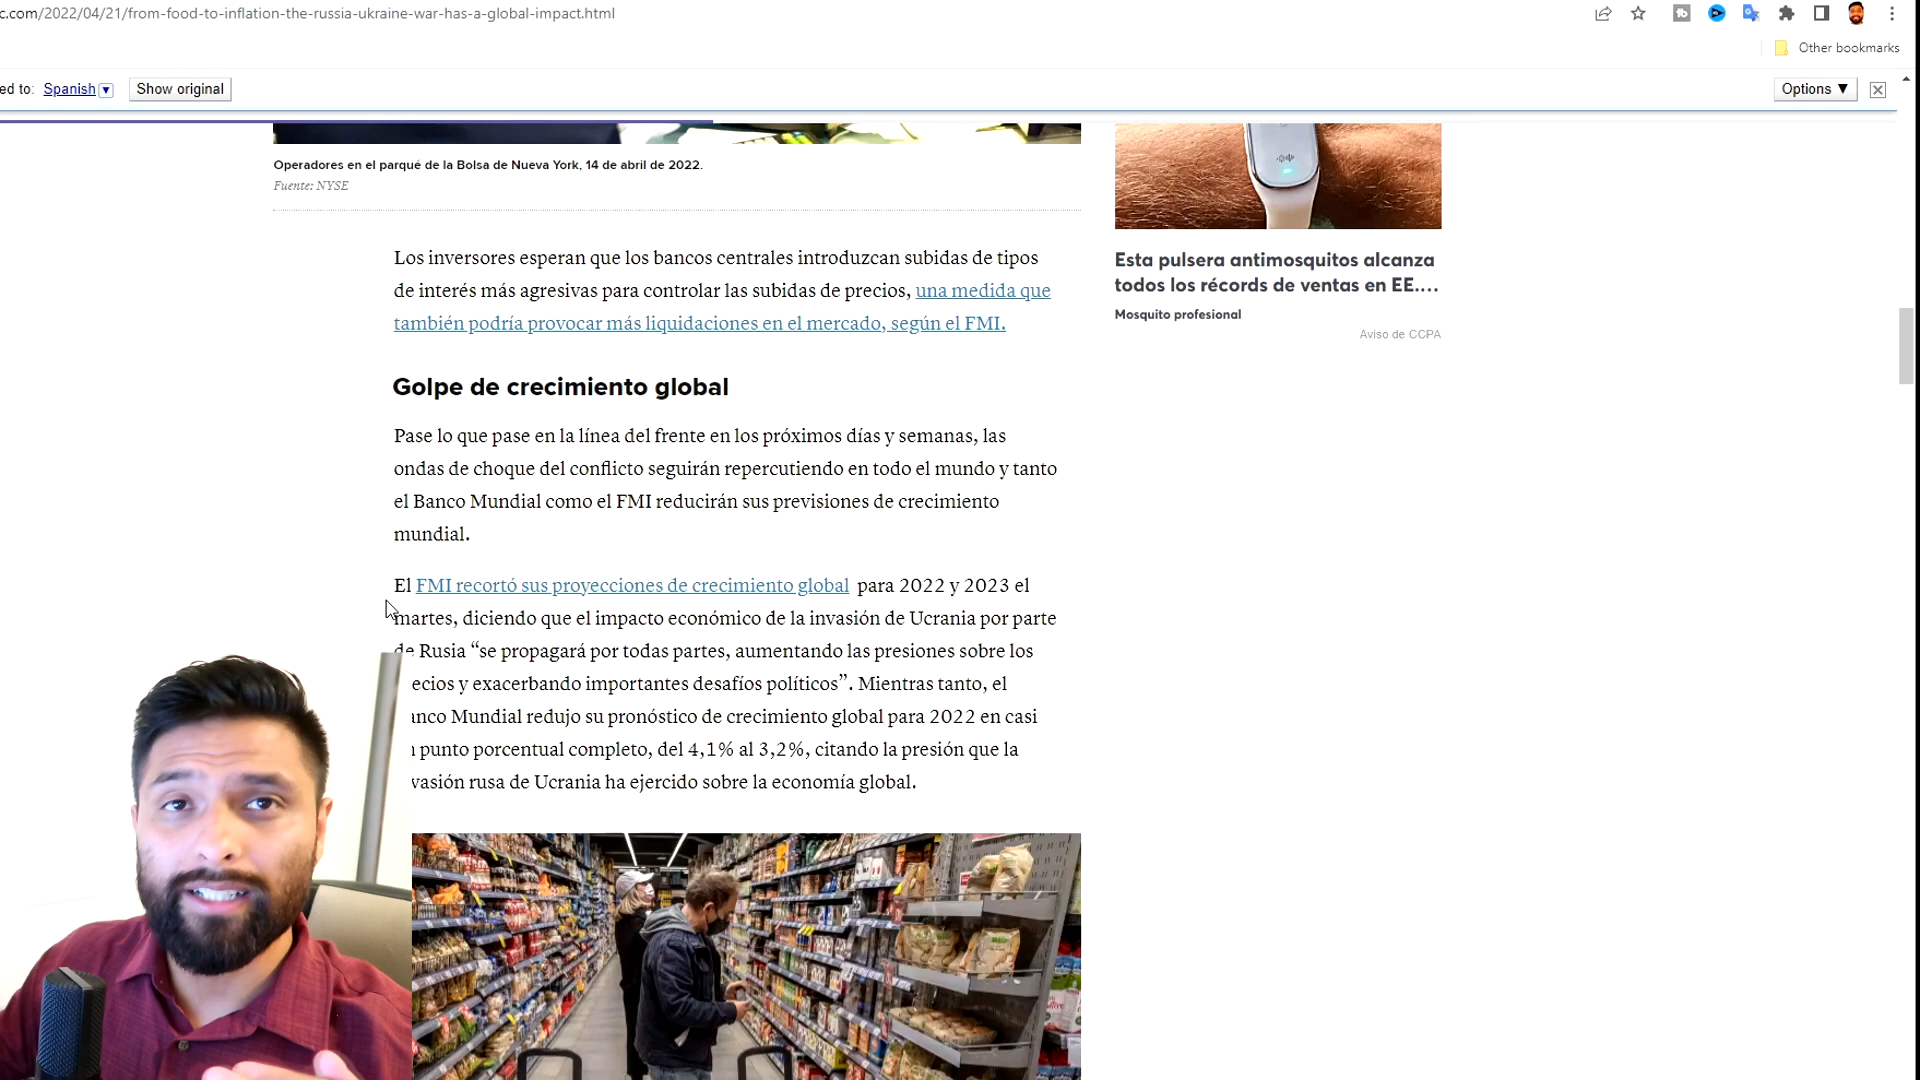 c.com/2022/04/21/from-food-to-inflation-the-russia-ukraine-war-has-a-global-impact.html
Other bookmarks
ed to: Spanish ▼ Show original
Options ▼
Operadores en el parqué de la Bolsa de Nueva York, 14 de abril de 2022.
Fuente: NYSE
Los inversores esperan que los bancos centrales introduzcan subidas de tipos
de interés más agresivas para controlar las subidas de precios, una medida que
también podría provocar más liquidaciones en el mercado, según el FMI.
Golpe de crecimiento global
Pase lo que pase en la línea del frente en los próximos días y semanas, las
ondas de choque del conflicto seguirán repercutiendo en todo el mundo y tanto
el Banco Mundial como el FMI reducirán sus previsiones de crecimiento
mundial.
El FMI recortó sus proyecciones de crecimiento global para 2022 y 2023 el
martes, diciendo que el impacto económico de la invasión de Ucrania por parte
de Rusia “se propagará por todas partes, aumentando las presiones sobre los
ecios y exacerbando importantes desafíos políticos”. Mientras tanto, el
anco Mundial redujo su pronóstico de crecimiento global para 2022 en casi
punto porcentual completo, del 4,1% al 3,2%, citando la presión que la
vasión rusa de Ucrania ha ejercido sobre la economía global.
Esta pulsera antimosquitos alcanza
todos los récords de ventas en EE....
Mosquito profesional
Aviso de CCPA